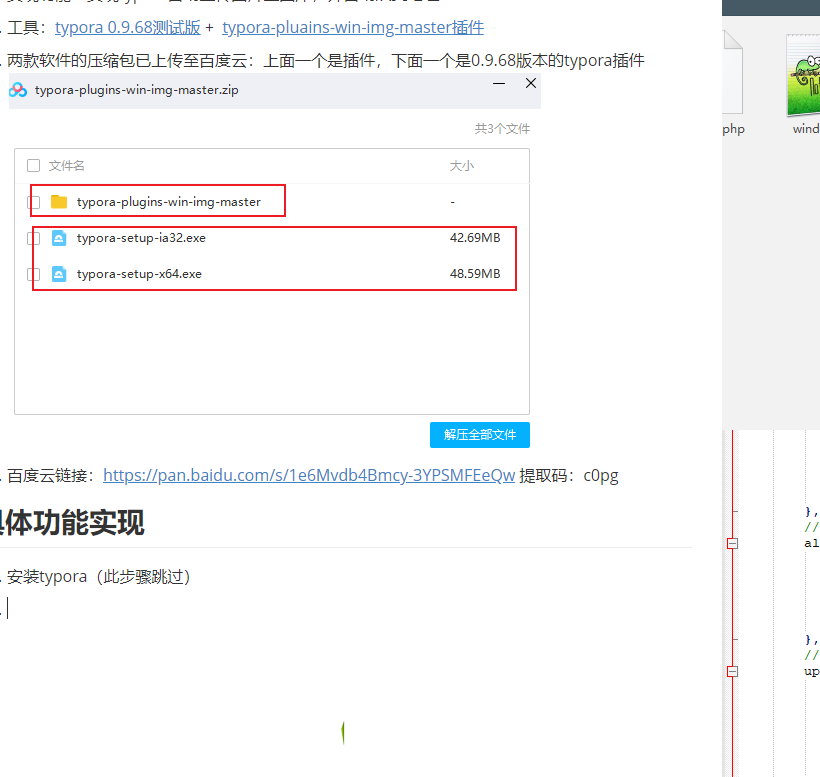 工具：typora 0.9.68测试版 + typora-pluains-win-img-master插件
两款软件的压缩包已上传至百度云：上面一个是插件，下面一个是0.9.68版本的typora插件
typora-plugins-win-img-master.zip
共3个文件
文件名 大小
typora-plugins-win-img-master -
typora-setup-ia32.exe 42.69MB
typora-setup-x64.exe 48.59MB
解压全部文件
百度云链接：https://pan.baidu.com/s/1e6Mvdb4Bmcy-3YPSMFEeQw 提取码：c0pg
具体功能实现
安装typora（此步骤跳过）
php
wind
},
//
al
},
//
up